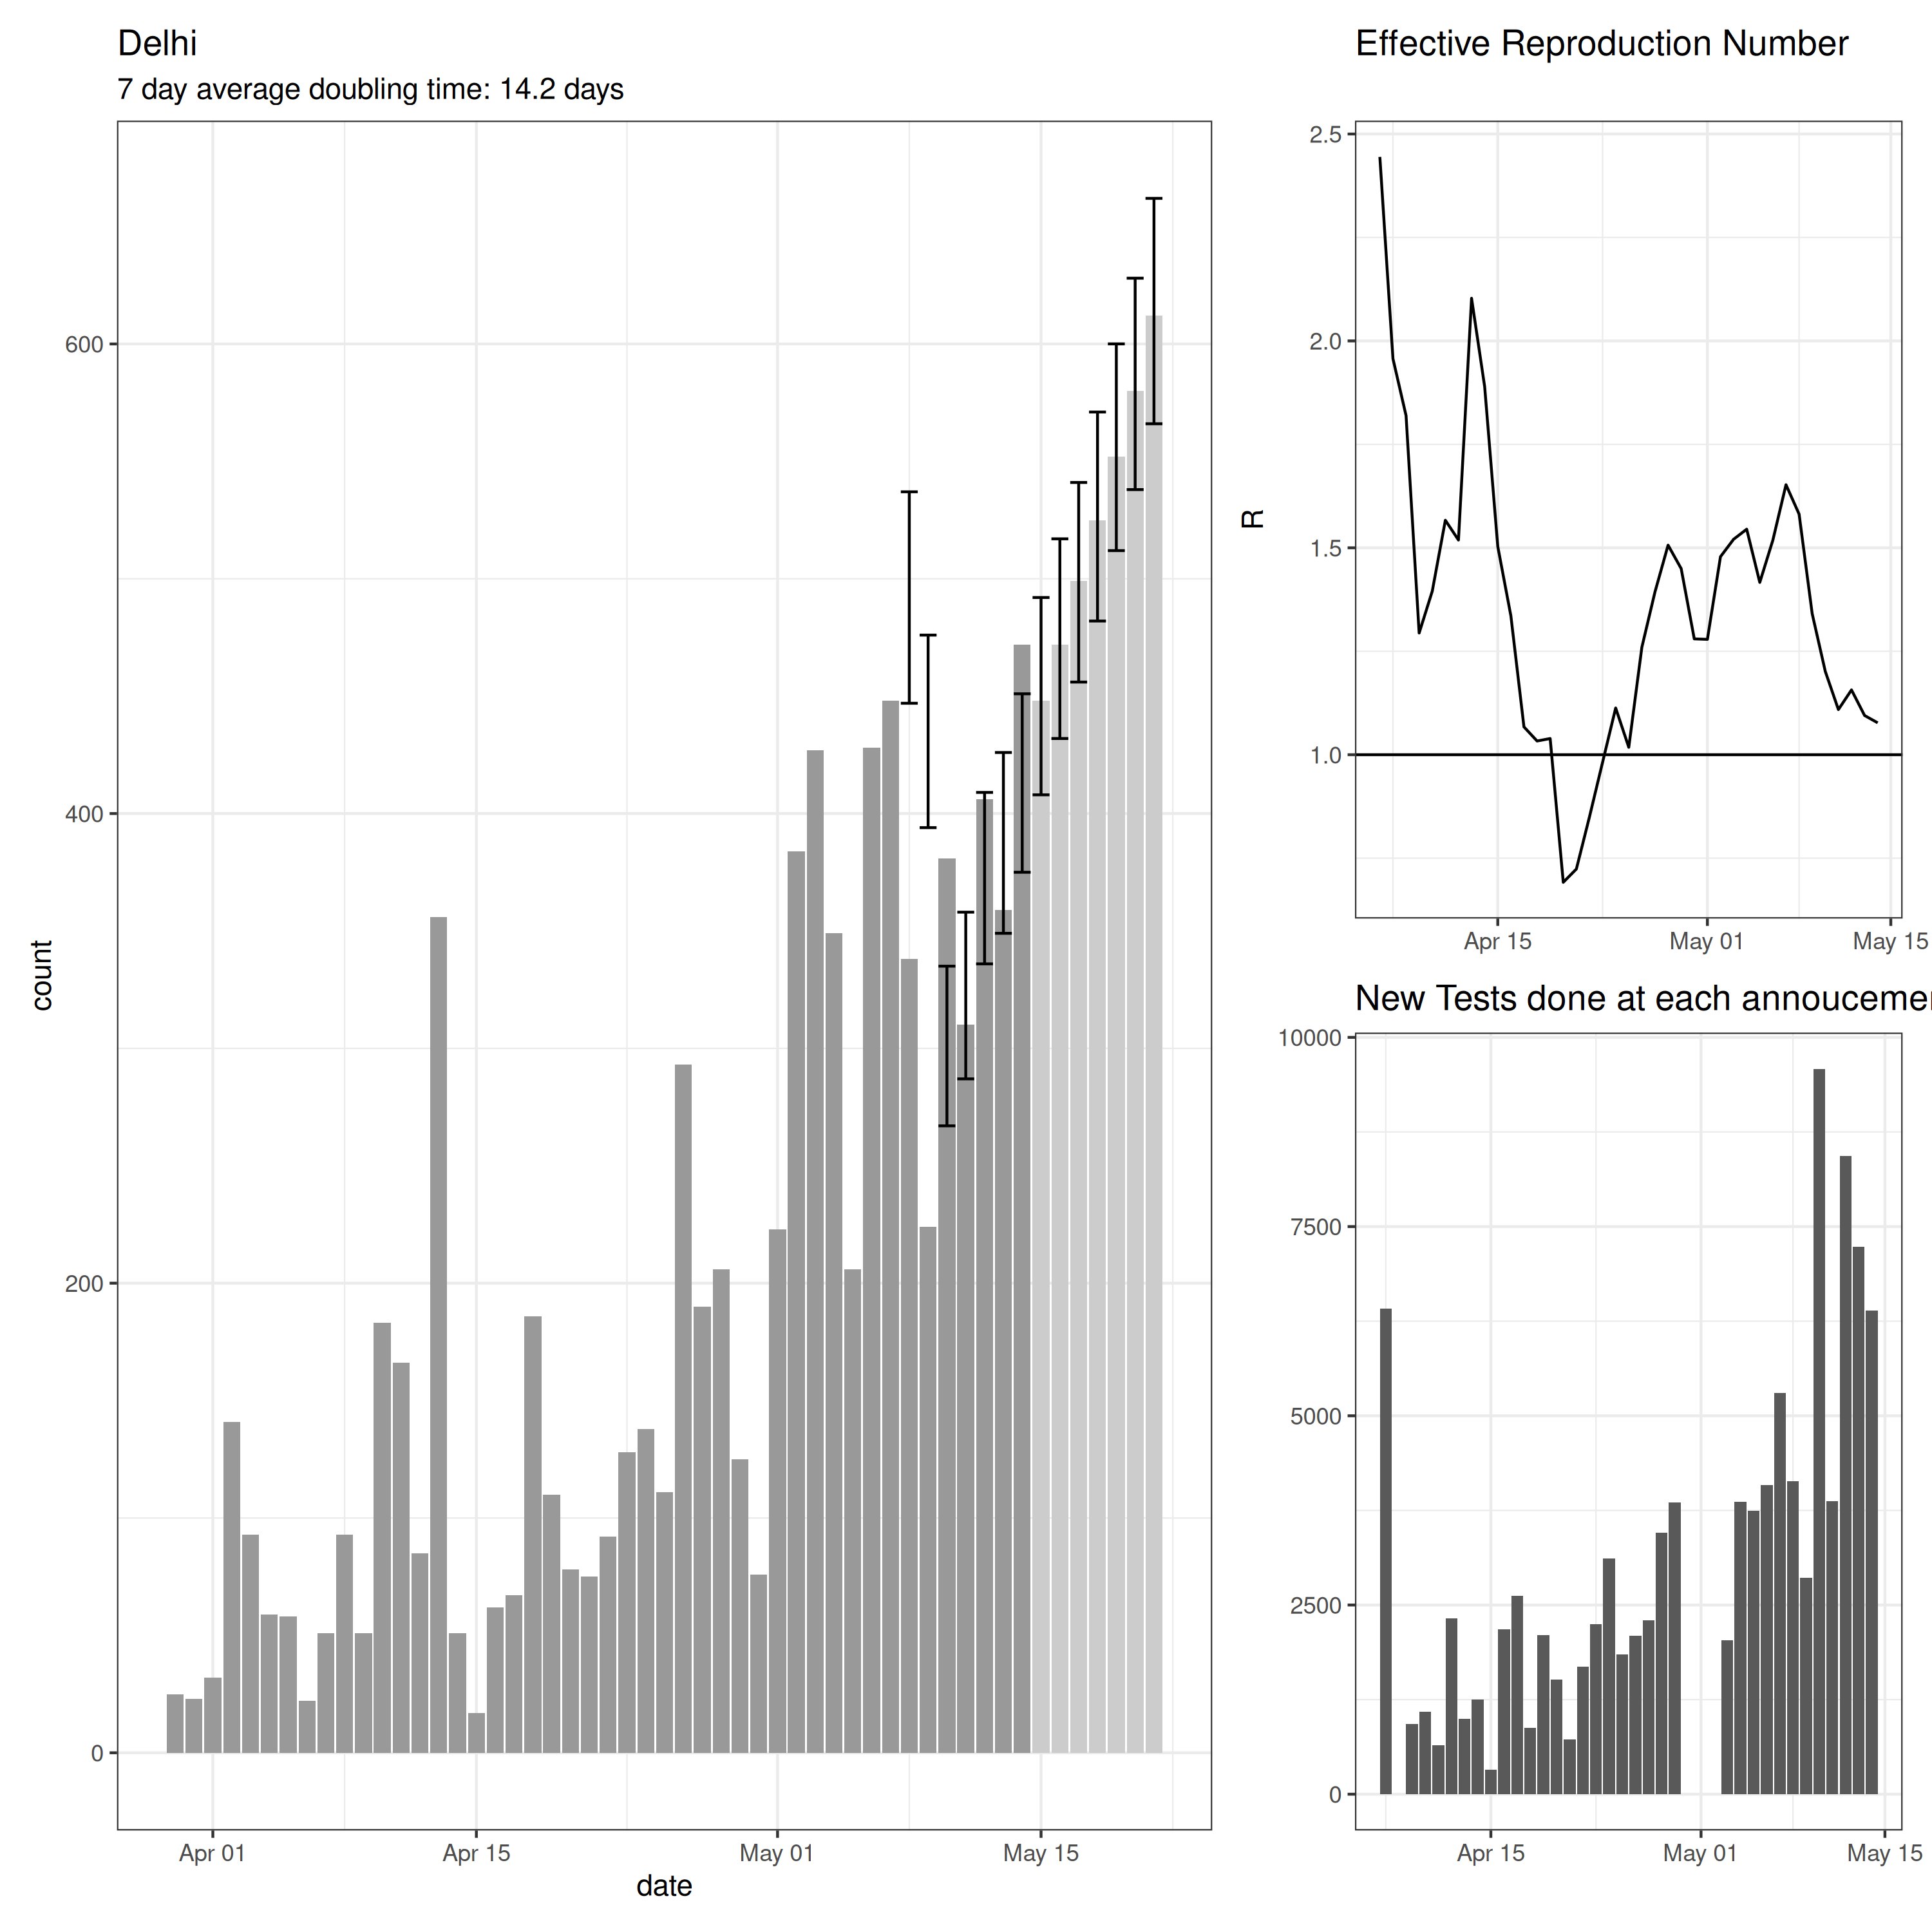 Delhi
7 day average doubling time: 14.2 days
600
400
200
0
count
Apr 01
Apr 15
May 01
May 15
date
Effective Reproduction Number
2.5
2.0
1.5
1.0
R
Apr 15
May 01
May 15
New Tests done at each annoucemen
10000
7500
5000
2500
0
Apr 15
May 01
May 15